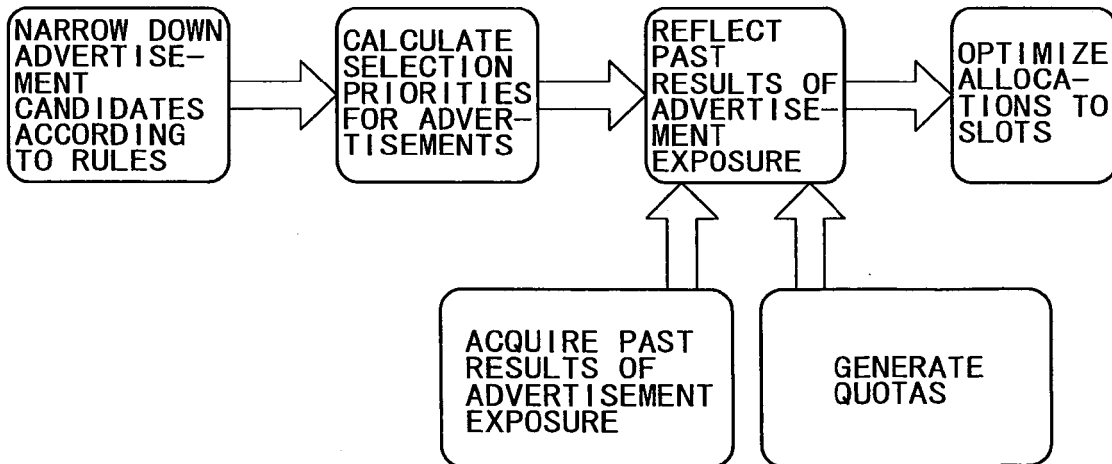 NARROW DOWN
ADVERTISE-
MENT
CANDIDATES
ACCORDING
TO RULES
CALCULATE
SELECTION
PRIORITIES
FOR ADVER-
TISEMENTS
REFLECT
PAST
RESULTS OF
ADVERTISE-
MENT
EXPOSURE
OPTIMIZE
ALLOCA-
TIONS TO
SLOTS
ACQUIRE PAST
RESULTS OF
ADVERTISEMENT
EXPOSURE
GENERATE
QUOTAS